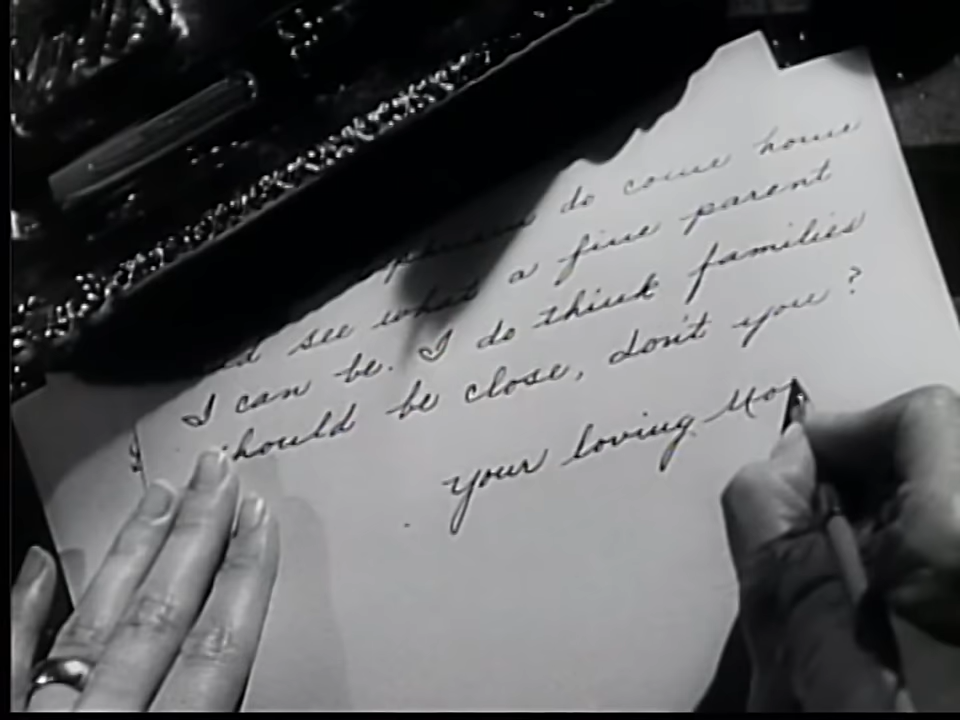 do come home
see what a fine parent
I can be. I do think families
should be close, don't you?
your loving Mo